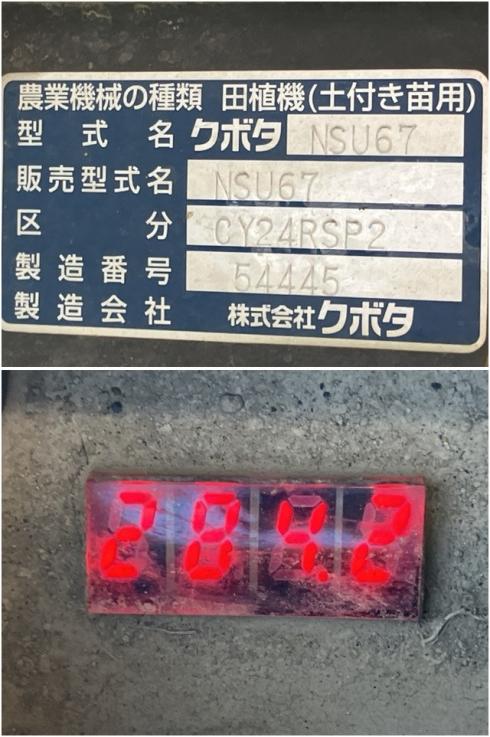 農業機械の種類 田植機(土付き苗用)
型式名 クボタ NSU67
販売型式名 NSU67
区分 CY24RSP2
製造番号 54445
製造会社 株式会社クボタ
284.2